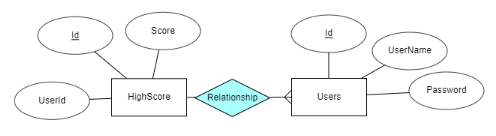 Id
Score
UserId
HighScore
Relationship
Id
UserName
Users
Password